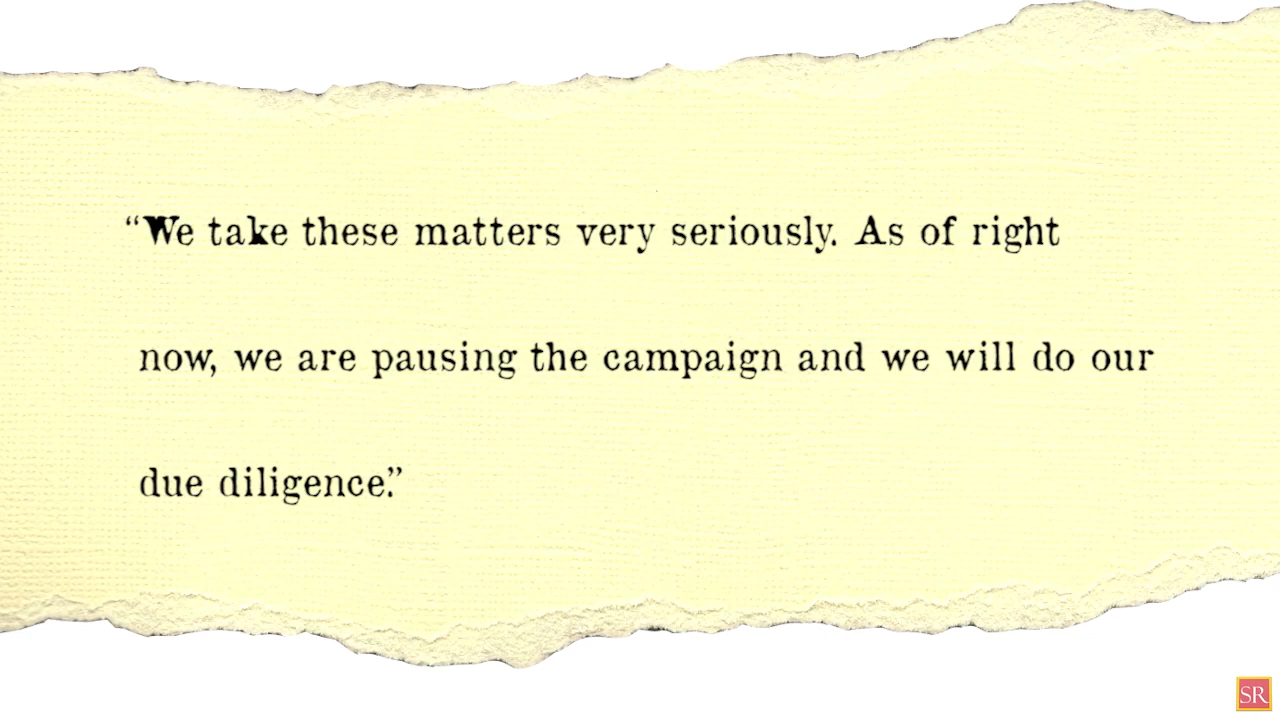 “We take these matters very seriously. As of right
now, we are pausing the campaign and we will do our
due diligence.”
SR